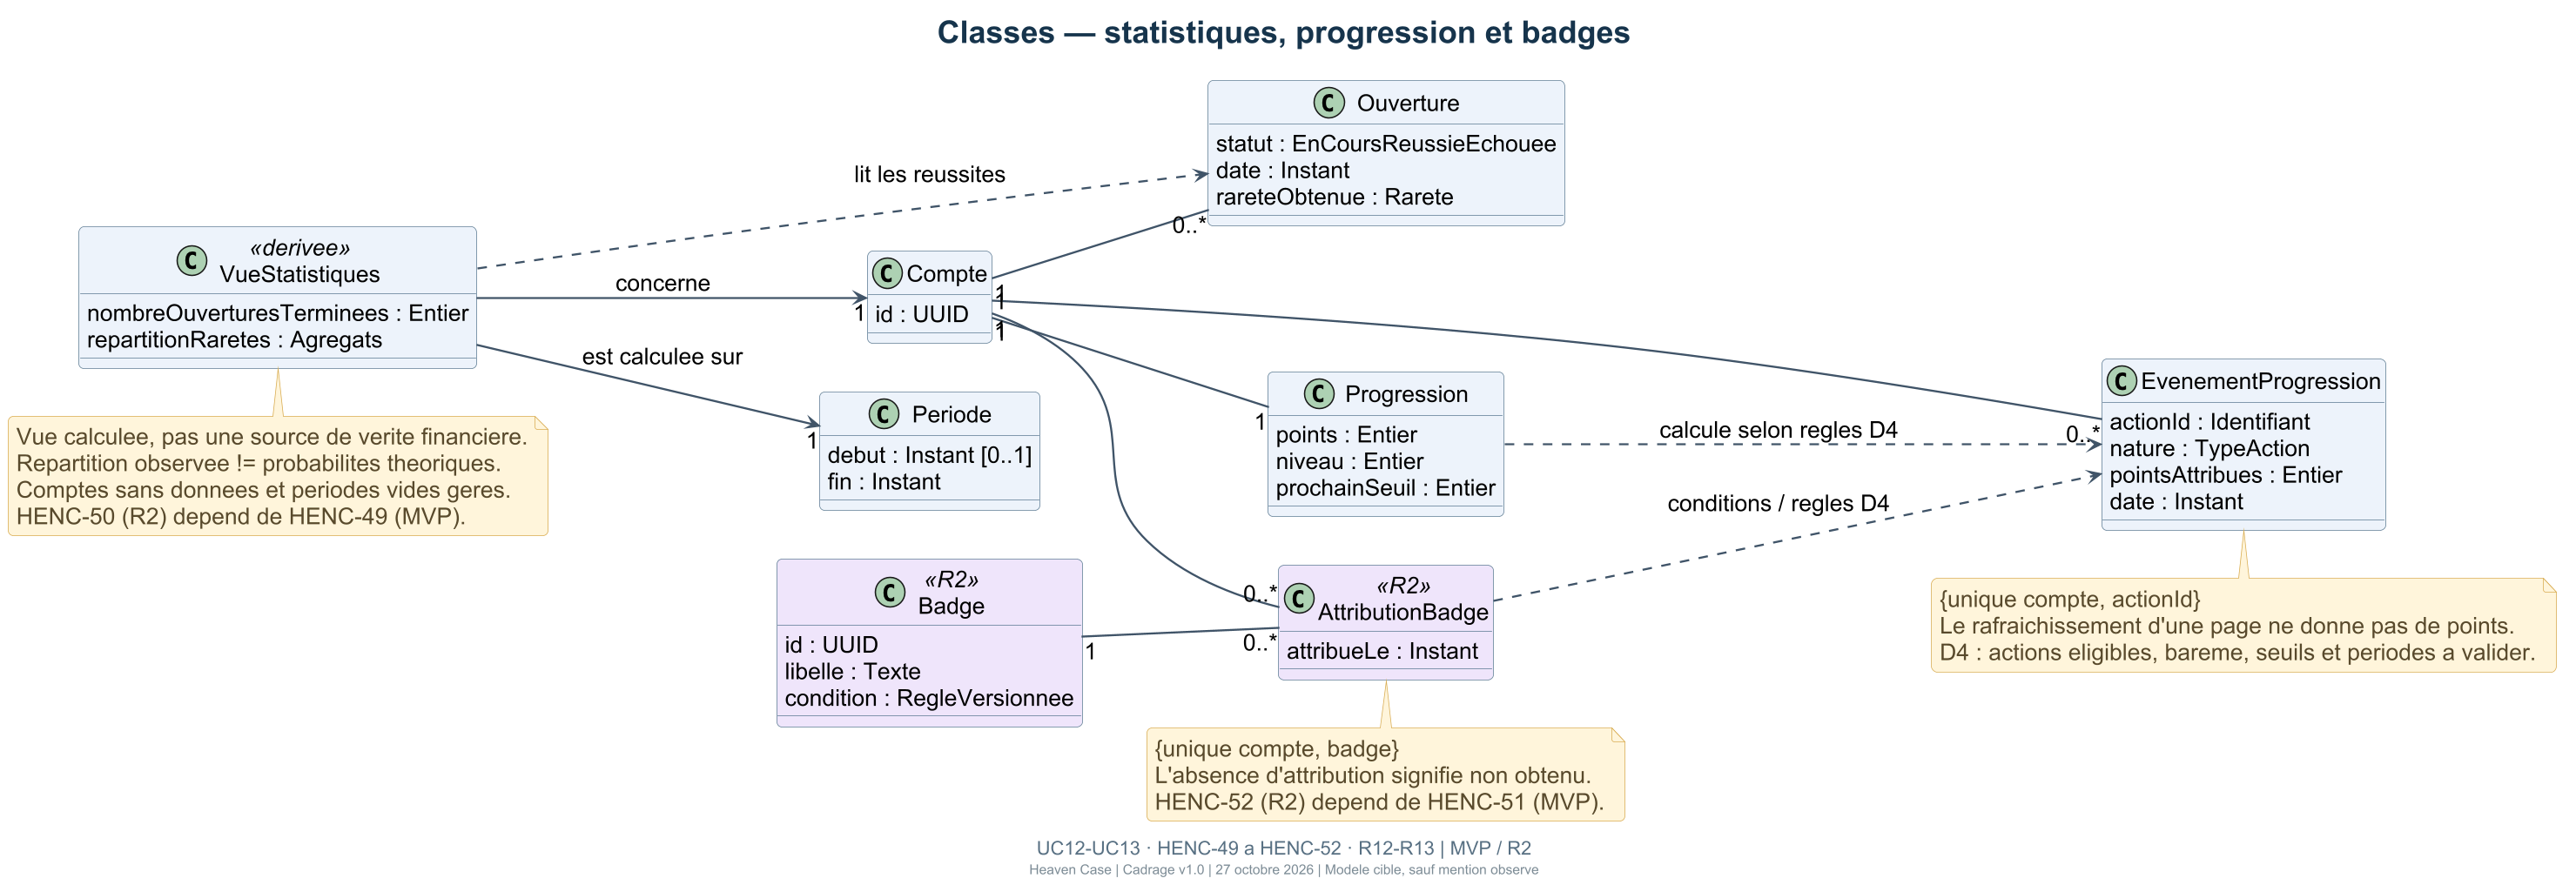 Classes — statistiques, progression et badges
C Ouverture
statut : EnCoursReussieEchouee
date : Instant
rareteObtenue : Rarete
lit les reussites
0..*
«derivee»
C VueStatistiques
nombreOuverturesTerminees : Entier
repartitionRaretes : Agregats
concerne
1
C Compte
id : UUID
1
1
1
1
est calculee sur
1
C Periode
debut : Instant [0..1]
fin : Instant
1
C Progression
points : Entier
niveau : Entier
prochainSeuil : Entier
calcule selon regles D4
0..*
C EvenementProgression
actionId : Identifiant
nature : TypeAction
pointsAttribues : Entier
date : Instant
Vue calculee, pas une source de verite financiere.
Repartition observee != probabilites theoriques.
Comptes sans donnees et periodes vides geres.
HENC-50 (R2) depend de HENC-49 (MVP).
conditions / regles D4
«R2»
C Badge
id : UUID
libelle : Texte
condition : RegleVersionnee
1
0..*
0..*
«R2»
C AttributionBadge
attribueLe : Instant
{unique compte, actionId}
Le rafraichissement d'une page ne donne pas de points.
D4 : actions eligibles, bareme, seuils et periodes a valider.
{unique compte, badge}
L'absence d'attribution signifie non obtenu.
HENC-52 (R2) depend de HENC-51 (MVP).
UC12-UC13 · HENC-49 a HENC-52 · R12-R13 | MVP / R2
Heaven Case | Cadrage v1.0 | 27 octobre 2026 | Modele cible, sauf mention observe